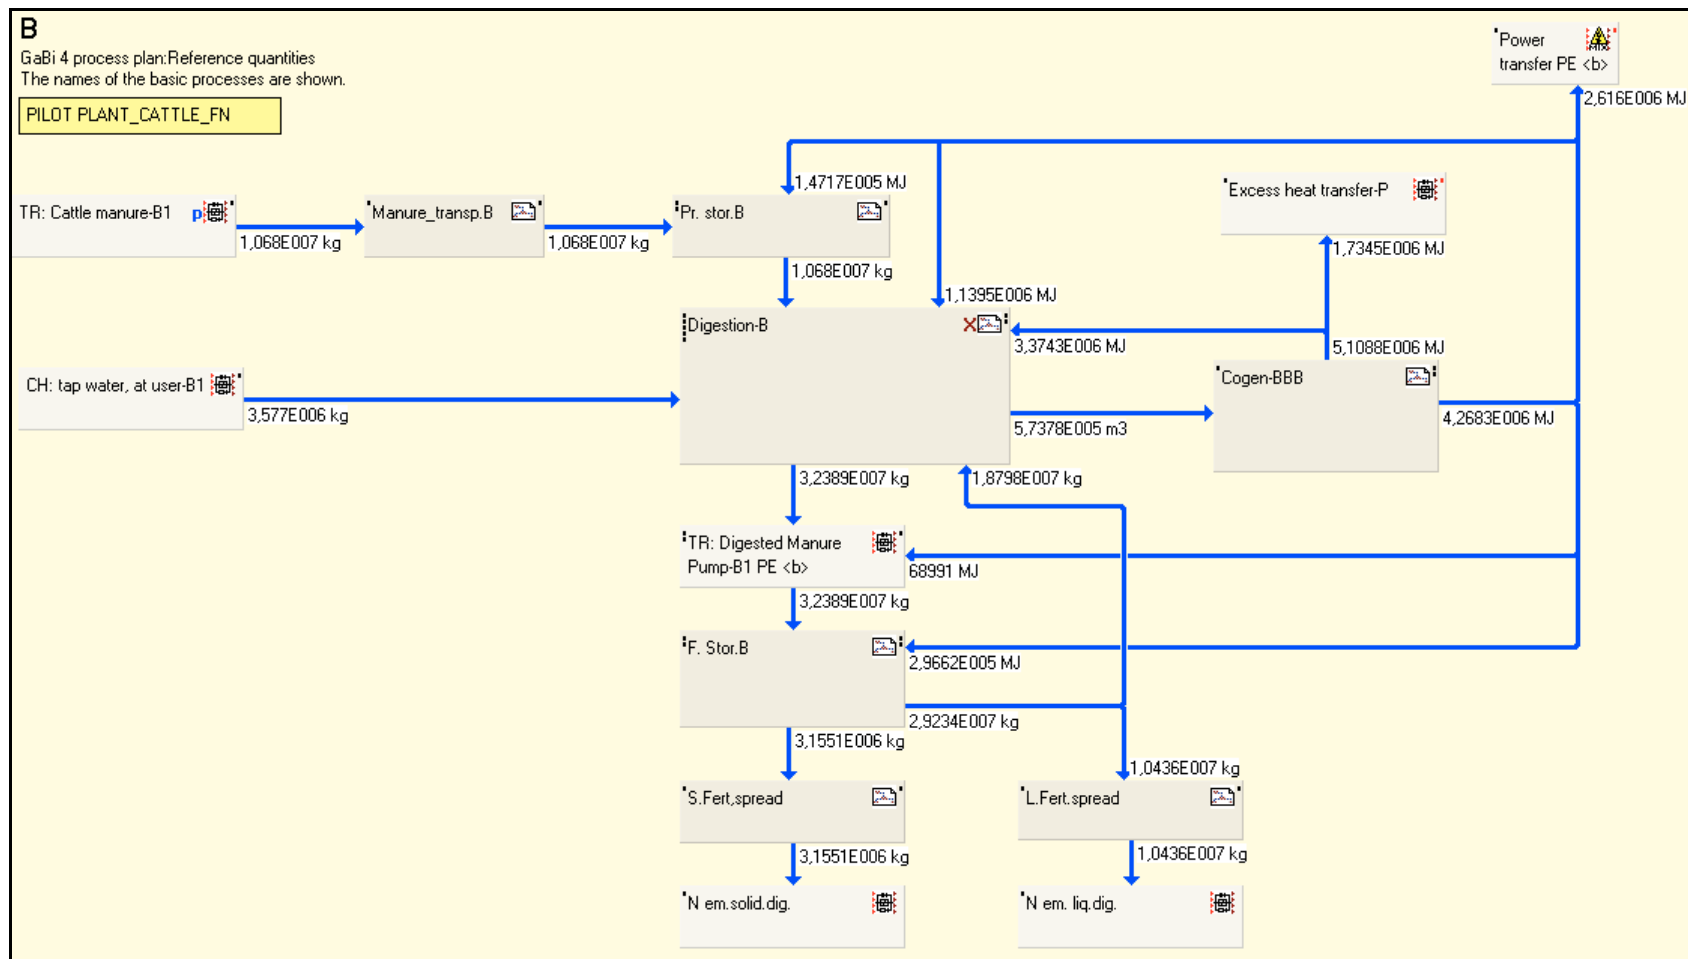 B
GaBi 4 process plan:Reference quantities
The names of the basic processes are shown.
PILOT PLANT_CATTLE_FN
Power
transfer PE <b>
2,616E006 MJ
1,4717E005 MJ
Excess heat transfer-P
TR: Cattle manure-B1
p
Manure_transp.B
Pr. stor.B
1,068E007 kg
1,068E007 kg
1,7345E006 MJ
1,068E007 kg
1,1395E006 MJ
Digestion-B
3,3743E006 MJ
5,1088E006 MJ
CH: tap water, at user-B1
Cogen-BBB
3,577E006 kg
4,2683E006 MJ
5,7378E005 m3
3,2389E007 kg
1,8798E007 kg
TR: Digested Manure
Pump-B1 PE <b>
68991 MJ
3,2389E007 kg
F. Stor.B
2,9662E005 MJ
2,9234E007 kg
3,1551E006 kg
1,0436E007 kg
S.Fert,spread
L.Fert.spread
3,1551E006 kg
1,0436E007 kg
N em.solid.dig.
N em. liq.dig.